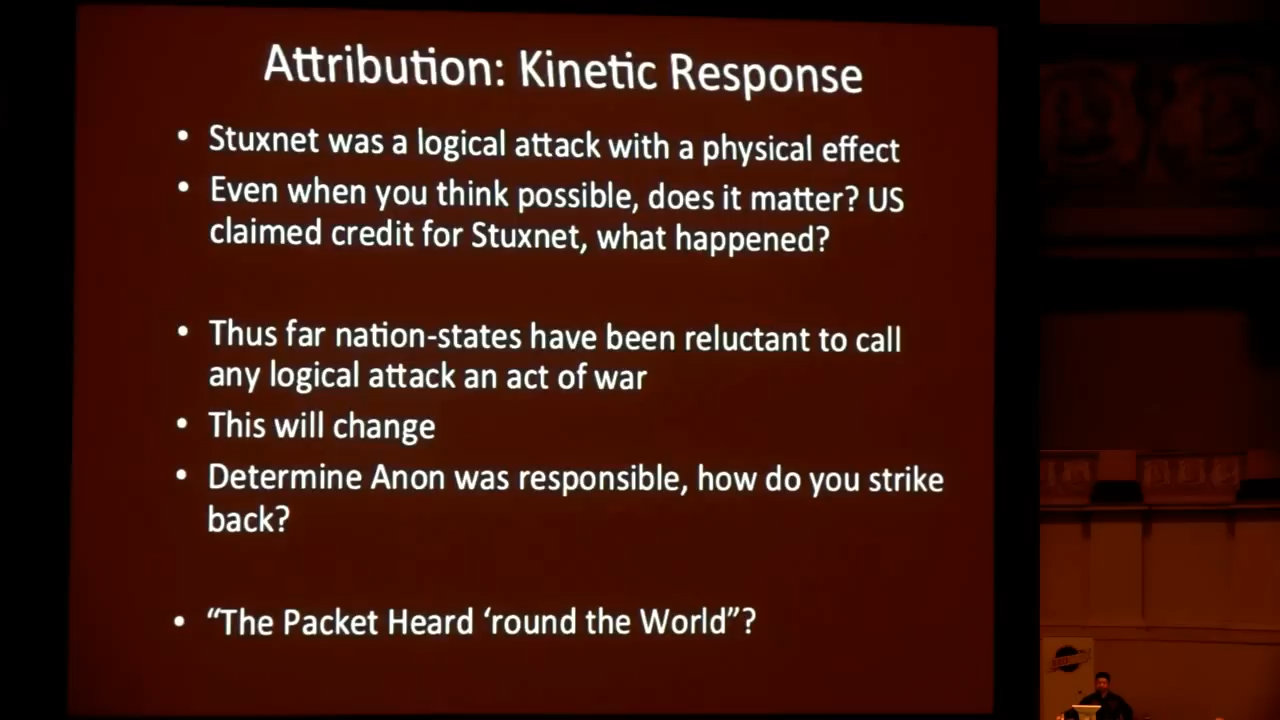 Attribution: Kinetic Response
• Stuxnet was a logical attack with a physical effect
• Even when you think possible, does it matter? US
claimed credit for Stuxnet, what happened?
• Thus far nation-states have been reluctant to call
any logical attack an act of war
• This will change
• Determine Anon was responsible, how do you strike
back?
• “The Packet Heard ‘round the World”?